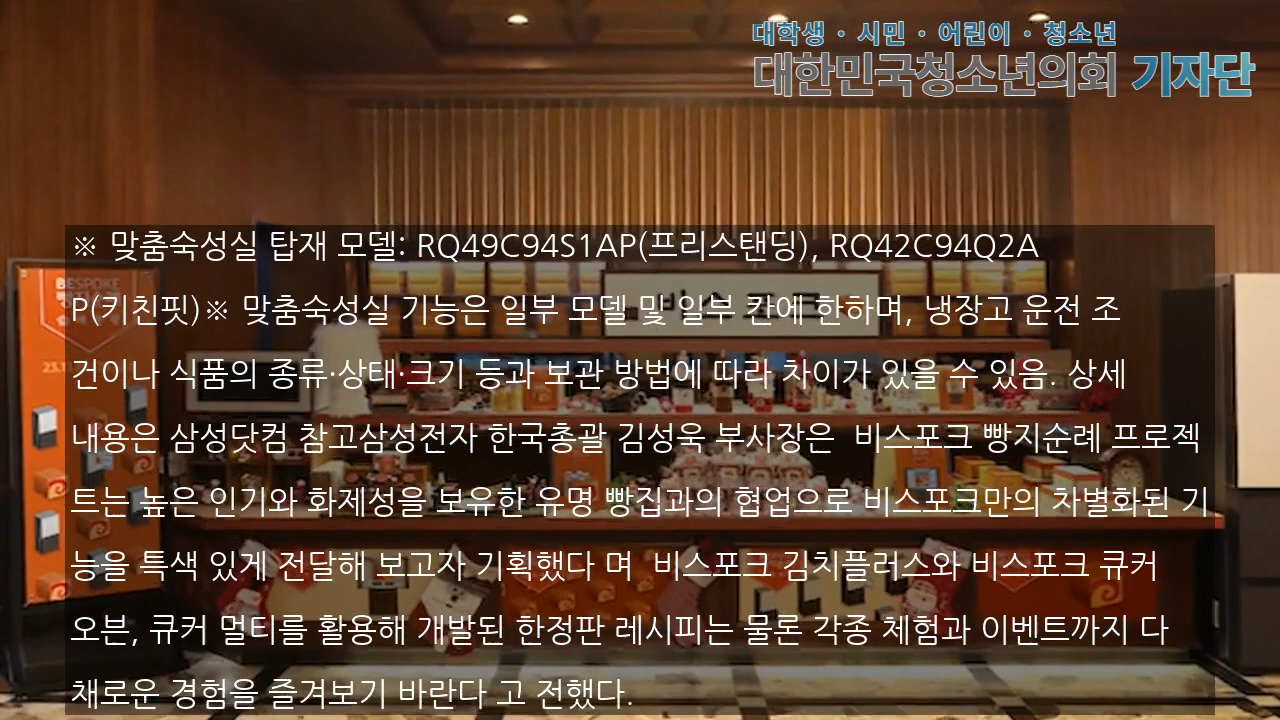 대학생 · 시민 · 어린이 · 청소년
대한민국청소년의회 기자단
※ 맞춤숙성실 탑재 모델: RQ49C94S1AP(프리스탠딩), RQ42C94Q2A
P(키친핏)※ 맞춤숙성실 기능은 일부 모델 및 일부 칸에 한하며, 냉장고 운전 조
건이나 식품의 종류·상태·크기 등과 보관 방법에 따라 차이가 있을 수 있음. 상세
내용은 삼성닷컴 참고삼성전자 한국총괄 김성욱 부사장은  비스포크 빵지순례 프로젝
트는 높은 인기와 화제성을 보유한 유명 빵집과의 협업으로 비스포크만의 차별화된 기
능을 특색 있게 전달해 보고자 기획했다 며  비스포크 김치플러스와 비스포크 큐커
오븐, 큐커 멀티를 활용해 개발된 한정판 레시피는 물론 각종 체험과 이벤트까지 다
채로운 경험을 즐겨보기 바란다 고 전했다.
BESPOKE